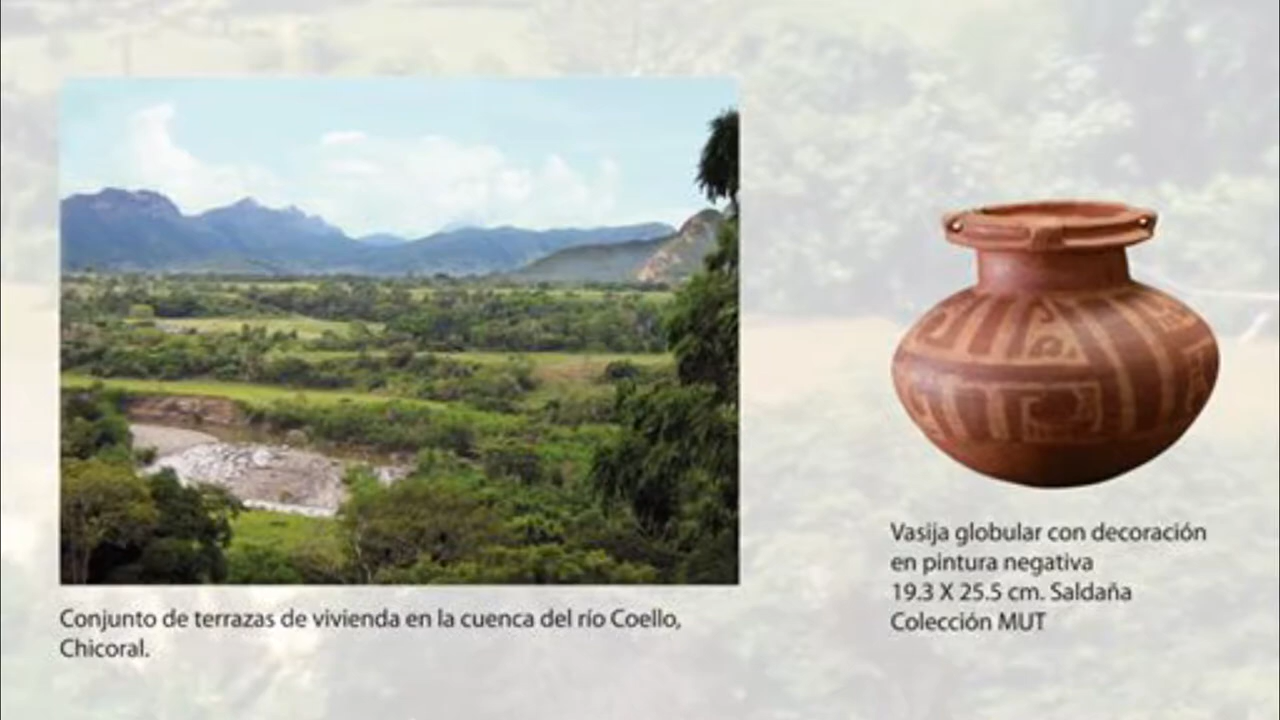 Conjunto de terrazas de vivienda en la cuenca del río Coello,
Chicoral.
Vasija globular con decoración
en pintura negativa
19.3 X 25.5 cm. Saldaña
Colección MUT